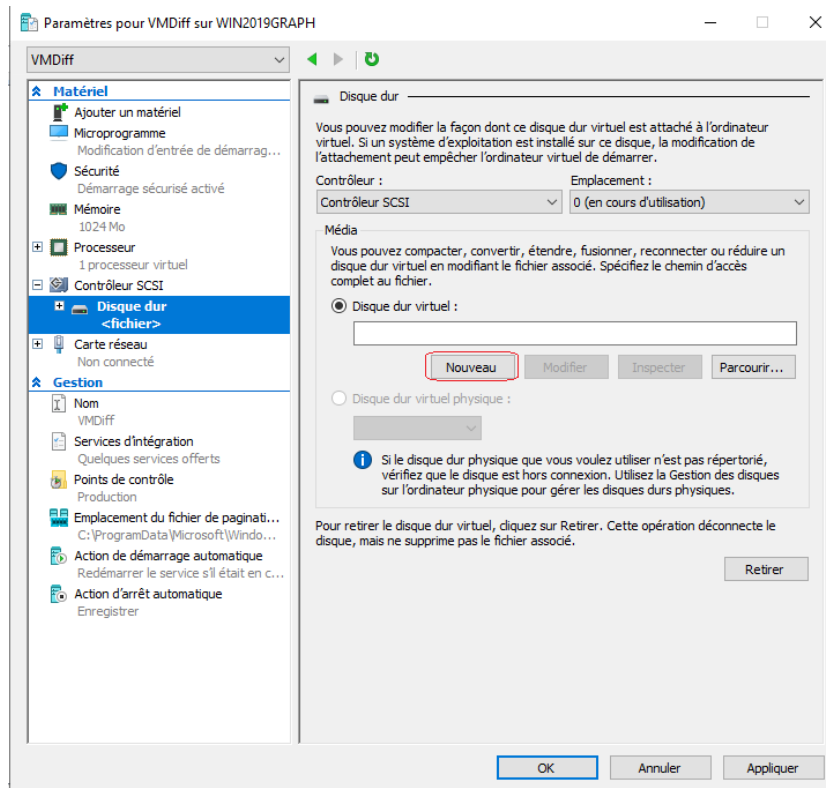 Paramètres pour VMDiff sur WIN2019GRAPH
VMDiff
Matériel
Ajouter un matériel
Microprogramme
Modification d'entrée de démarrag...
Sécurité
Démarrage sécurisé activé
Mémoire
1024 Mo
Processeur
1 processeur virtuel
Contrôleur SCSI
Disque dur
<fichier>
Carte réseau
Non connecté
Gestion
Nom
VMDiff
Services d'intégration
Quelques services offerts
Points de contrôle
Production
Emplacement du fichier de paginati...
C:\ProgramData\Microsoft\Windo...
Action de démarrage automatique
Redémarrer le service s'il était en c...
Action d'arrêt automatique
Enregistrer
Disque dur
Vous pouvez modifier la façon dont ce disque dur virtuel est attaché à l'ordinateur
virtuel. Si un système d'exploitation est installé sur ce disque, la modification de
l'attachement peut empêcher l'ordinateur virtuel de démarrer.
Contrôleur : Emplacement :
Contrôleur SCSI 0 (en cours d'utilisation)
Média
Vous pouvez compacter, convertir, étendre, fusionner, reconnecter ou réduire un
disque dur virtuel en modifiant le fichier associé. Spécifiez le chemin d'accès
complet au fichier.
Disque dur virtuel :
Nouveau Modifier Inspecter Parcourir...
Disque dur virtuel physique :
Si le disque dur physique que vous voulez utiliser n'est pas répertorié,
vérifiez que le disque est hors connexion. Utilisez la Gestion des disques
sur l'ordinateur physique pour gérer les disques durs physiques.
Pour retirer le disque dur virtuel, cliquez sur Retirer. Cette opération déconnecte le
disque, mais ne supprime pas le fichier associé.
Retirer
OK Annuler Appliquer